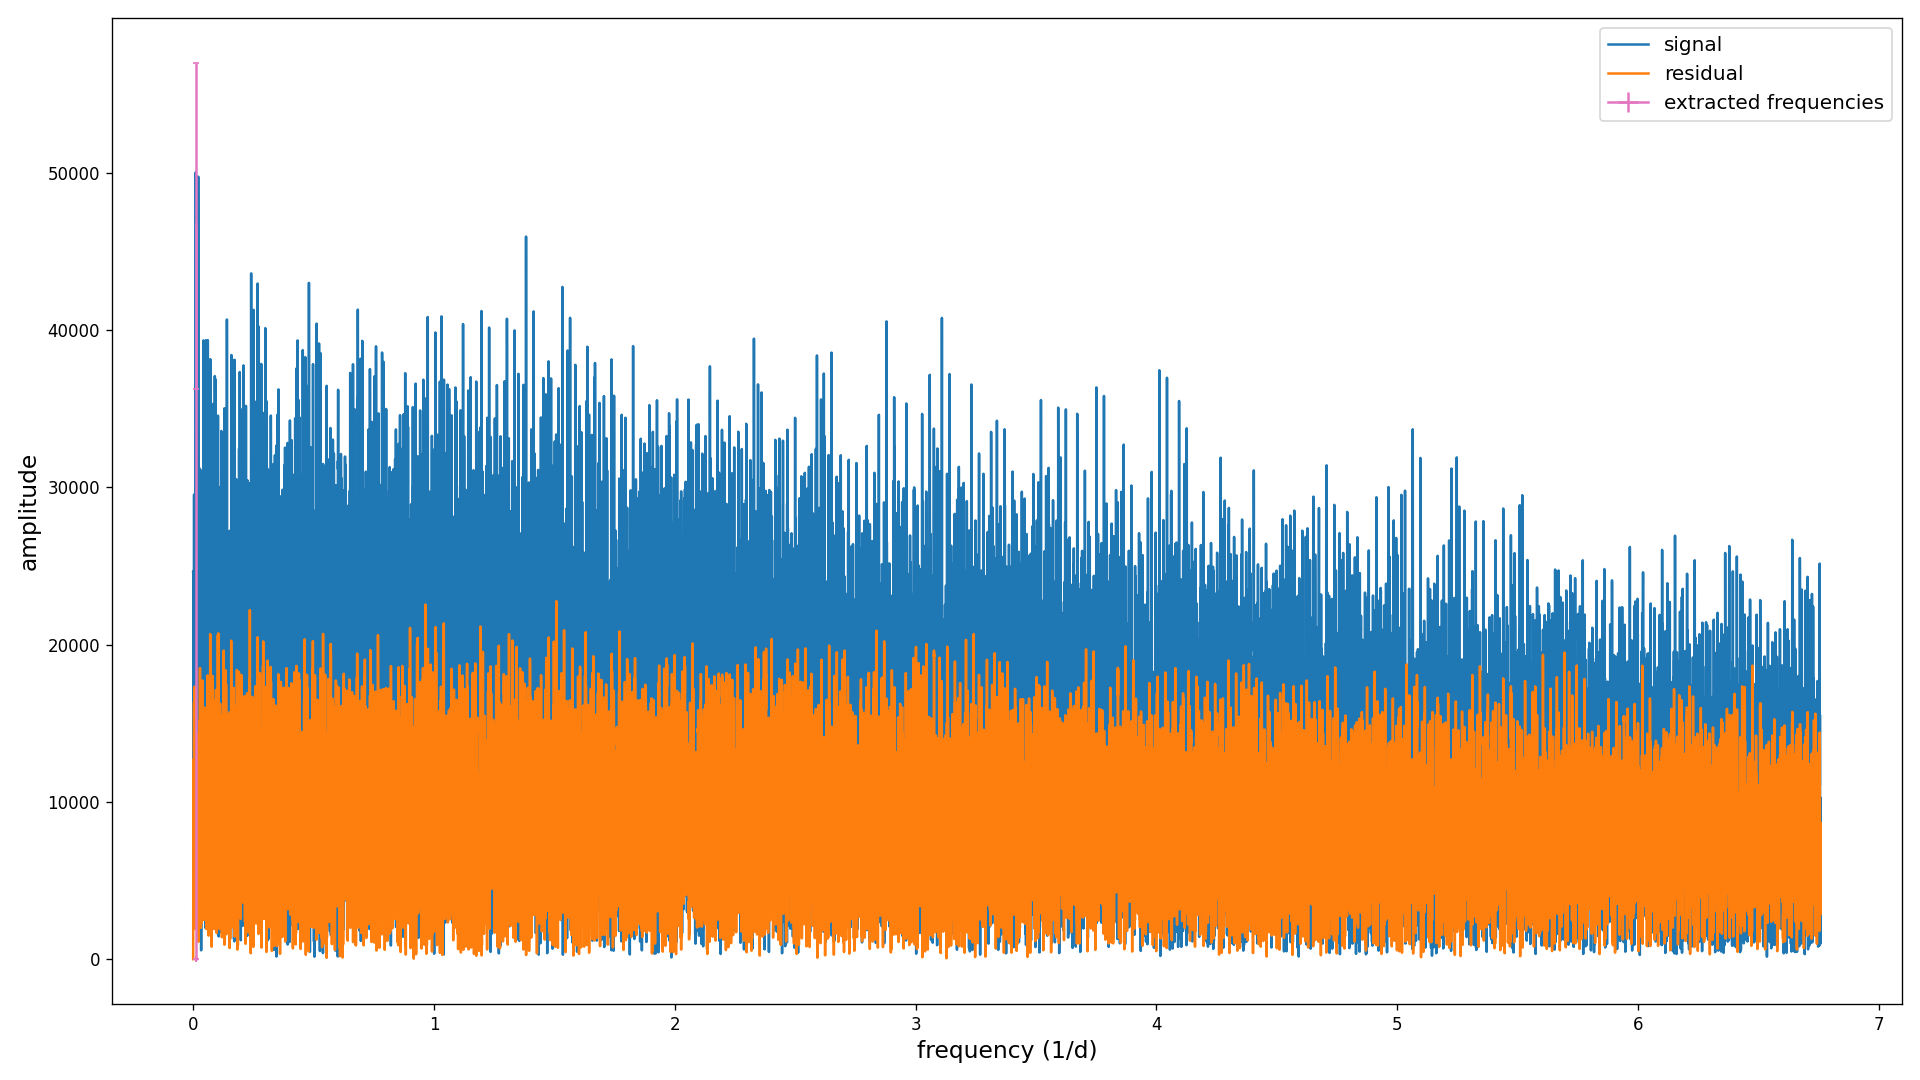 signal
residual
extracted frequencies
amplitude
50000
40000
30000
20000
10000
0
0 1 2 3 4 5 6 7
frequency (1/d)